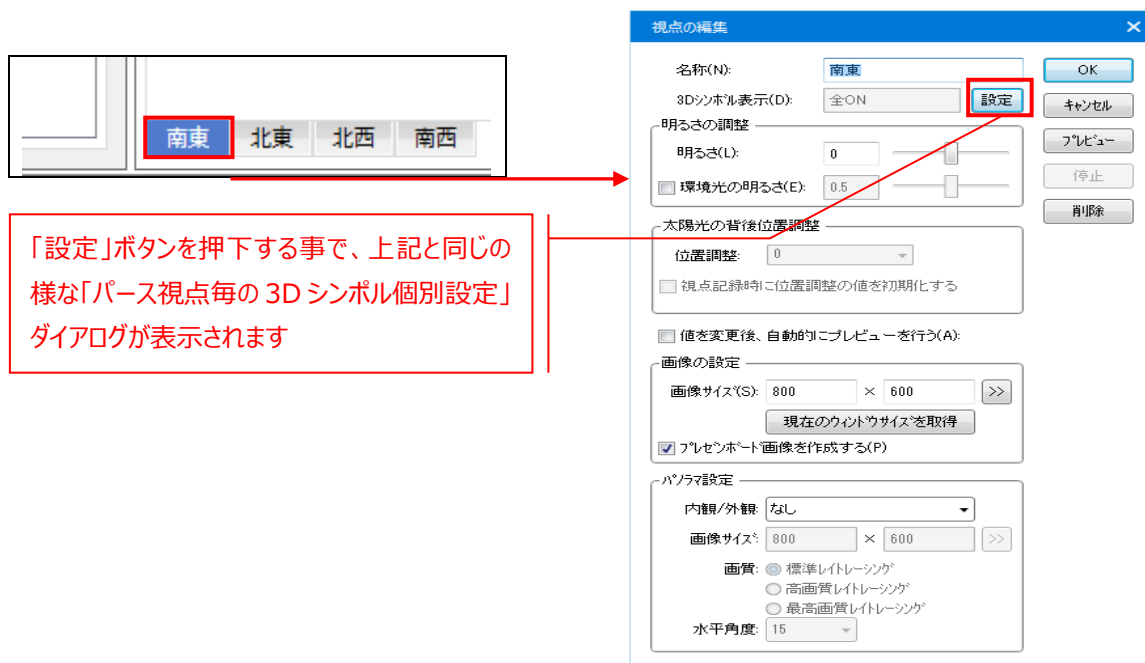 南東 北東 北西 南西
「設定」ボタンを押下する事で、上記と同じの
様な「パース視点毎の 3D シンポル個別設定」
ダイアログが表示されます
視点の編集
名称(N): 南東 OK
3Dシンボル表示(D): 全ON 設定 キャンセル
明るさの調整 プレビュー
明るさ(L): 0
停止
環境光の明るさ(E): 0.5
削除
太陽光の背後位置調整
位置調整: 0
視点記録時に位置調整の値を初期化する
値を変更後、自動的にプレビューを行う(A):
画像の設定
画像サイズ(S): 800 × 600 >>
現在のウィンドウサイズを取得
プレゼンボード画像を作成する(P)
パノラマ設定
内観/外観: なし
画像サイズ: 800 × 600 >>
画質: 標準レイトレーシング
高画質レイトレーシング
最高画質レイトレーシング
水平角度: 15